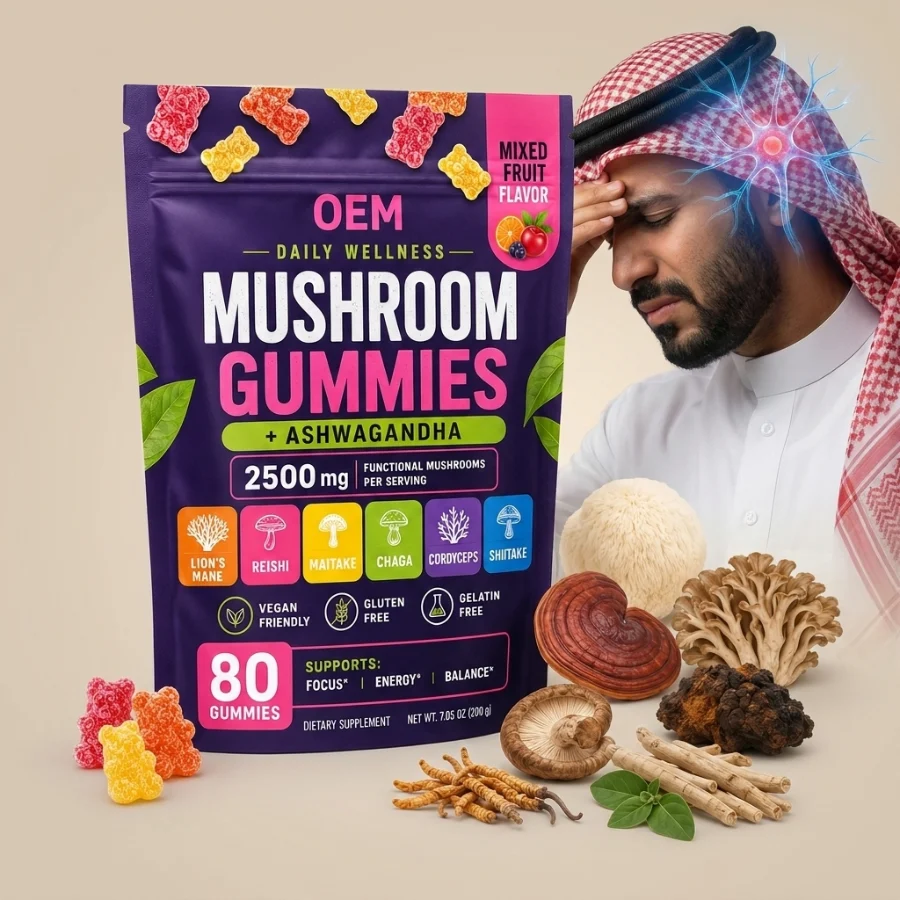 MIXED
FRUIT
FLAVOR
OEM
DAILY WELLNESS
MUSHROOM
GUMMIES
+ ASHWAGANDHA
2500 mg
FUNCTIONAL MUSHROOMS
PER SERVING
LION'S
MANE
REISHI
MAITAKE
CHAGA
CORDYCEPS
SHIITAKE
VEGAN
FRIENDLY
GLUTEN
FREE
GELATIN
FREE
80
GUMMIES
SUPPORTS:
FOCUS* | ENERGY* | BALANCE*
DIETARY SUPPLEMENT NET WT. 7.05 OZ (200 g)